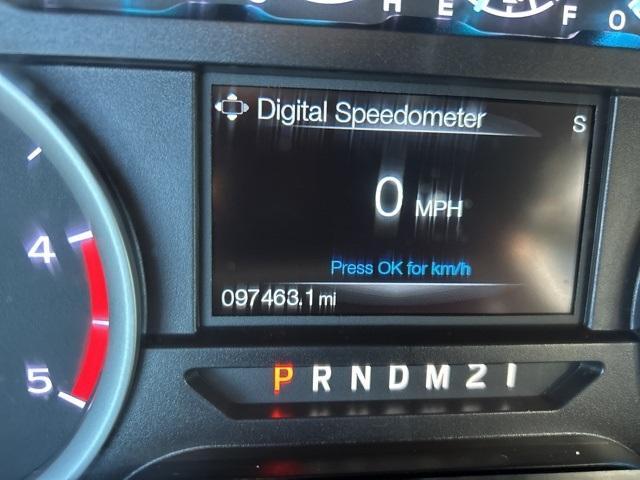 H E F O
Digital Speedometer
S
0 MPH
Press OK for km/h
097463.1 mi
4
5
P R N D M 2 1